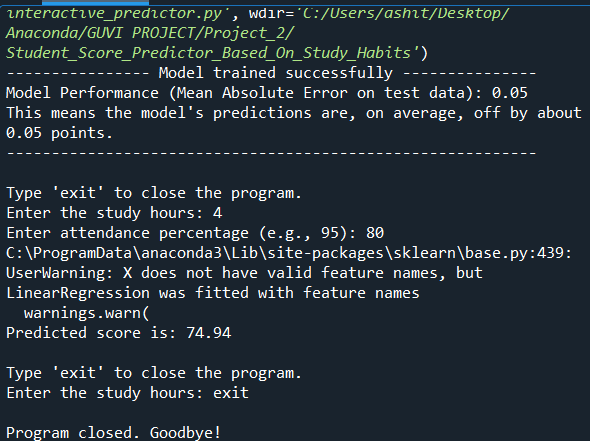 interactive_predictor.py', wdir='C:/Users/ashit/Desktop/
Anaconda/GUVI PROJECT/Project_2/
Student_Score_Predictor_Based_On_Study_Habits')
--------------- Model trained successfully ---------------
Model Performance (Mean Absolute Error on test data): 0.05
This means the model's predictions are, on average, off by about
0.05 points.
----------------------------------------------------------
Type 'exit' to close the program.
Enter the study hours: 4
Enter attendance percentage (e.g., 95): 80
C:\ProgramData\anaconda3\Lib\site-packages\sklearn\base.py:439:
UserWarning: X does not have valid feature names, but
LinearRegression was fitted with feature names
  warnings.warn(
Predicted score is: 74.94
Type 'exit' to close the program.
Enter the study hours: exit
Program closed. Goodbye!